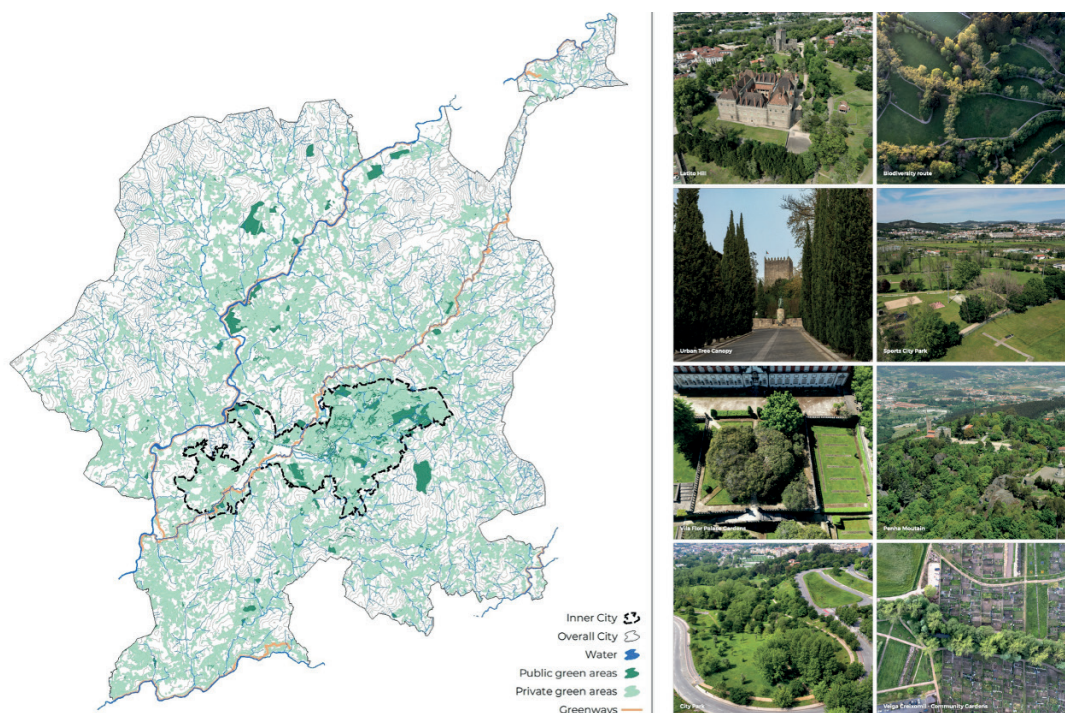 Inner City
Overall City
Water
Public green areas
Private green areas
Greenways
Latito Hill
Biodiversity route
Urban Tree Canopy
Sports City Park
Vila Flor Palace Gardens
Penha Moutain
City Park
Veiga Creixomil - Community Gardens